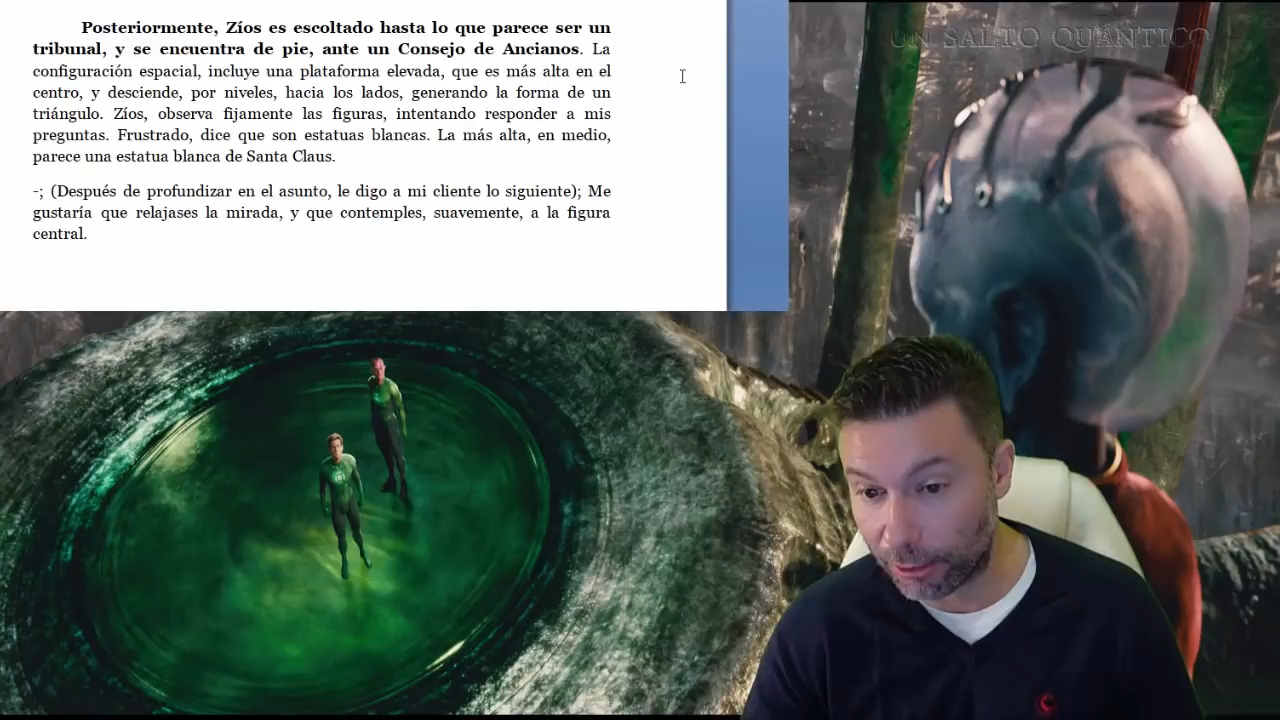 Posteriormente, Zíos es escoltado hasta lo que parece ser un
tribunal, y se encuentra de pie, ante un Consejo de Ancianos. La
configuración espacial, incluye una plataforma elevada, que es más alta en el
centro, y desciende, por niveles, hacia los lados, generando la forma de un
triángulo. Zíos, observa fijamente las figuras, intentando responder a mis
preguntas. Frustrado, dice que son estatuas blancas. La más alta, en medio,
parece una estatua blanca de Santa Claus.
-; (Después de profundizar en el asunto, le digo a mi cliente lo siguiente); Me
gustaría que relajases la mirada, y que contemples, suavemente, a la figura
central.
UN SALTO QUÁNTICO